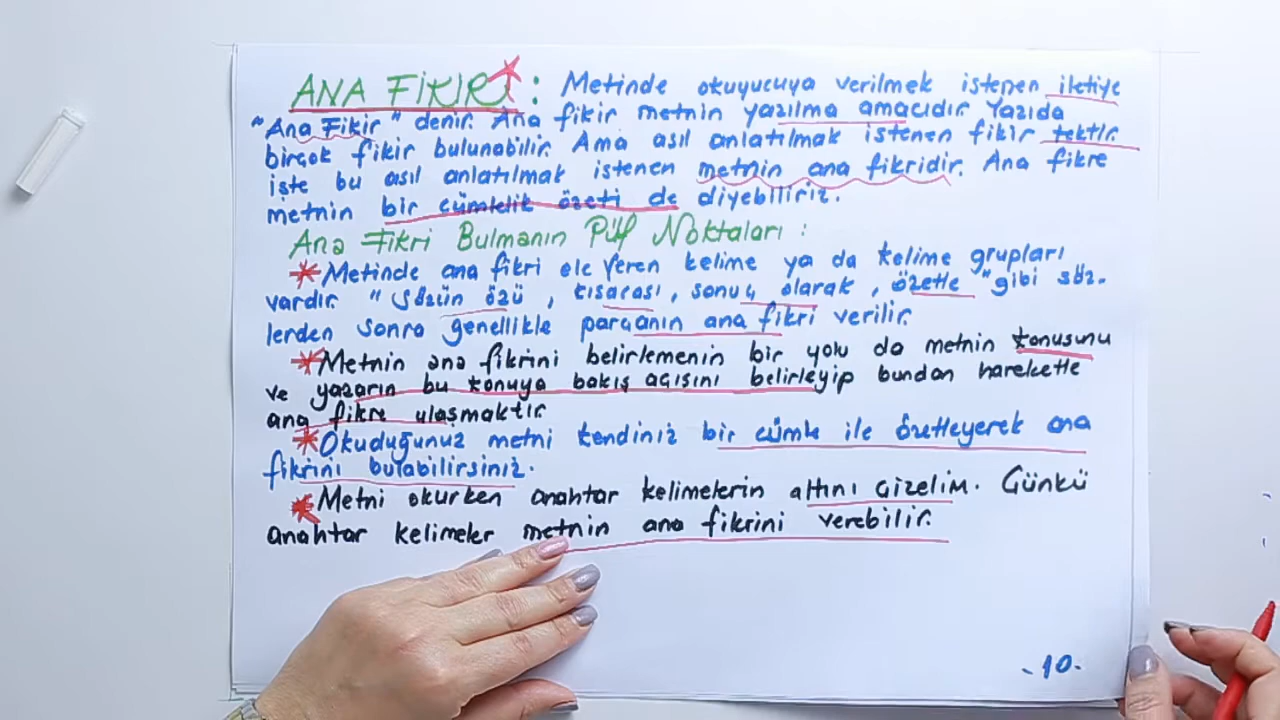 ANA FİKİR : Metinde okuyucuya verilmek istenen iletiye
"Ana Fikir" denir. Ana fikir metnin yazılma amacıdır. Yazıda
birçok fikir bulunabilir. Ama asıl anlatılmak istenen fikir tektir.
işte bu asıl anlatılmak istenen metnin ana fikridir. Ana fikre
metnin bir cümlelik özeti de diyebiliriz.
Ana Fikri Bulmanın Püf Noktaları :
*Metinde ana fikri ele veren kelime ya da kelime grupları
vardır. "Sözün özü, kısacası, sonuç olarak, özetle" gibi söz-
lerden sonra genellikle parçanın ana fikri verilir.
*Metnin ana fikrini belirlemenin bir yolu da metnin konusunu
ve yazarın bu konuya bakış açısını belirleyip bundan hareketle
ana fikre ulaşmaktır.
*Okuduğunuz metni kendiniz bir cümle ile özetleyerek ana
fikrini bulabilirsiniz.
*Metni okurken anahtar kelimelerin altını çizelim. Çünkü
anahtar kelimeler metnin ana fikrini verebilir.
-10-